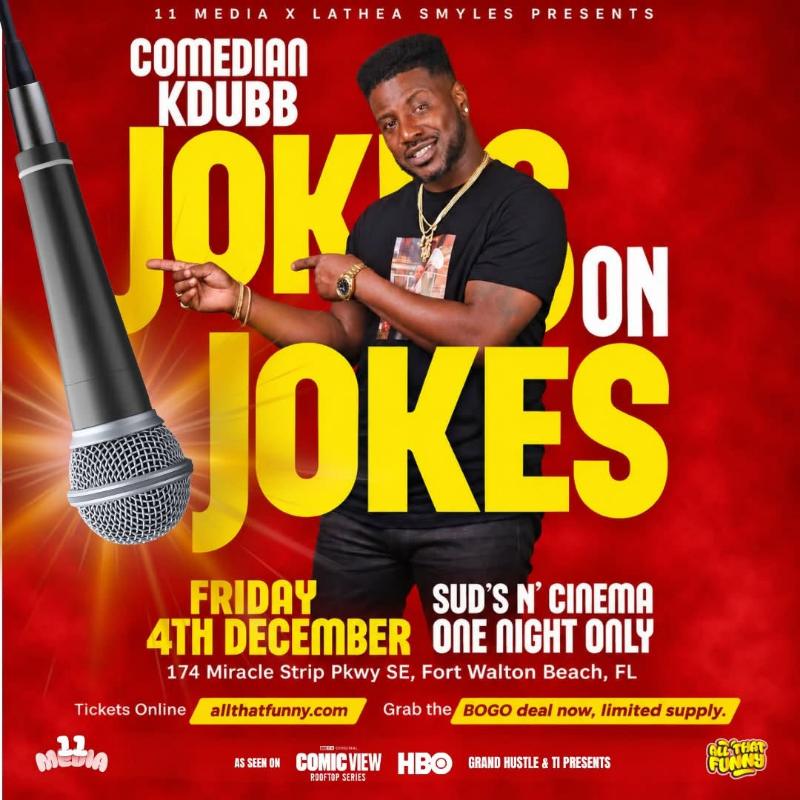 11 MEDIA X LATHEA SMYLES PRESENTS
COMEDIAN
KDUBB
JOKES
ON
JOKES
FRIDAY
4TH DECEMBER
SUD'S N' CINEMA
ONE NIGHT ONLY
174 Miracle Strip Pkwy SE, Fort Walton Beach, FL
Tickets Online allthatfunny.com Grab the BOGO deal now, limited supply.
11
MEDIA
AS SEEN ON
COMICVIEW
ROOFTOP SERIES
HBO
GRAND HUSTLE & TI PRESENTS
ALL THAT
FUNNY